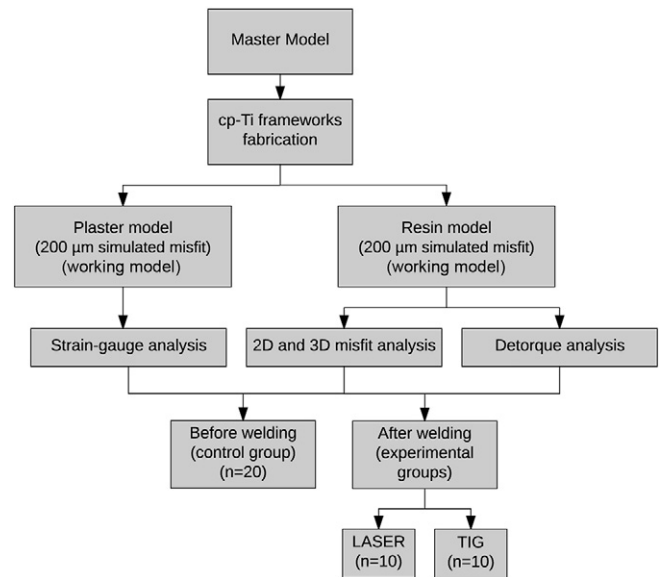 Master Model
cp-Ti frameworks
fabrication
Plaster model
(200 µm simulated misfit)
(working model)
Resin model
(200 µm simulated misfit)
(working model)
Strain-gauge analysis
2D and 3D misfit analysis
Detorque analysis
Before welding
(control group)
(n=20)
After welding
(experimental
groups)
LASER
(n=10)
TIG
(n=10)